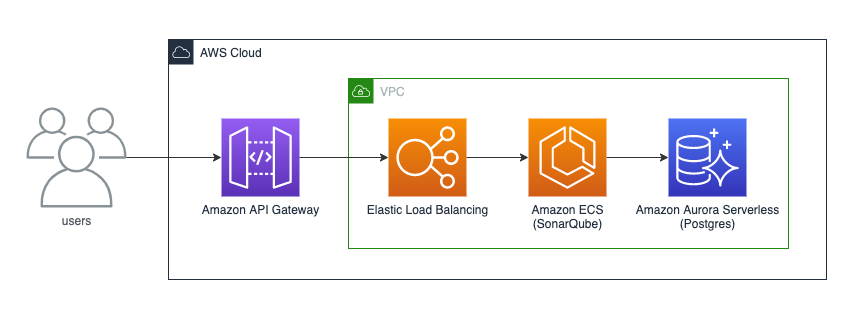 AWS Cloud
VPC
users
Amazon API Gateway
Elastic Load Balancing
Amazon ECS
(SonarQube)
Amazon Aurora Serverless
(Postgres)